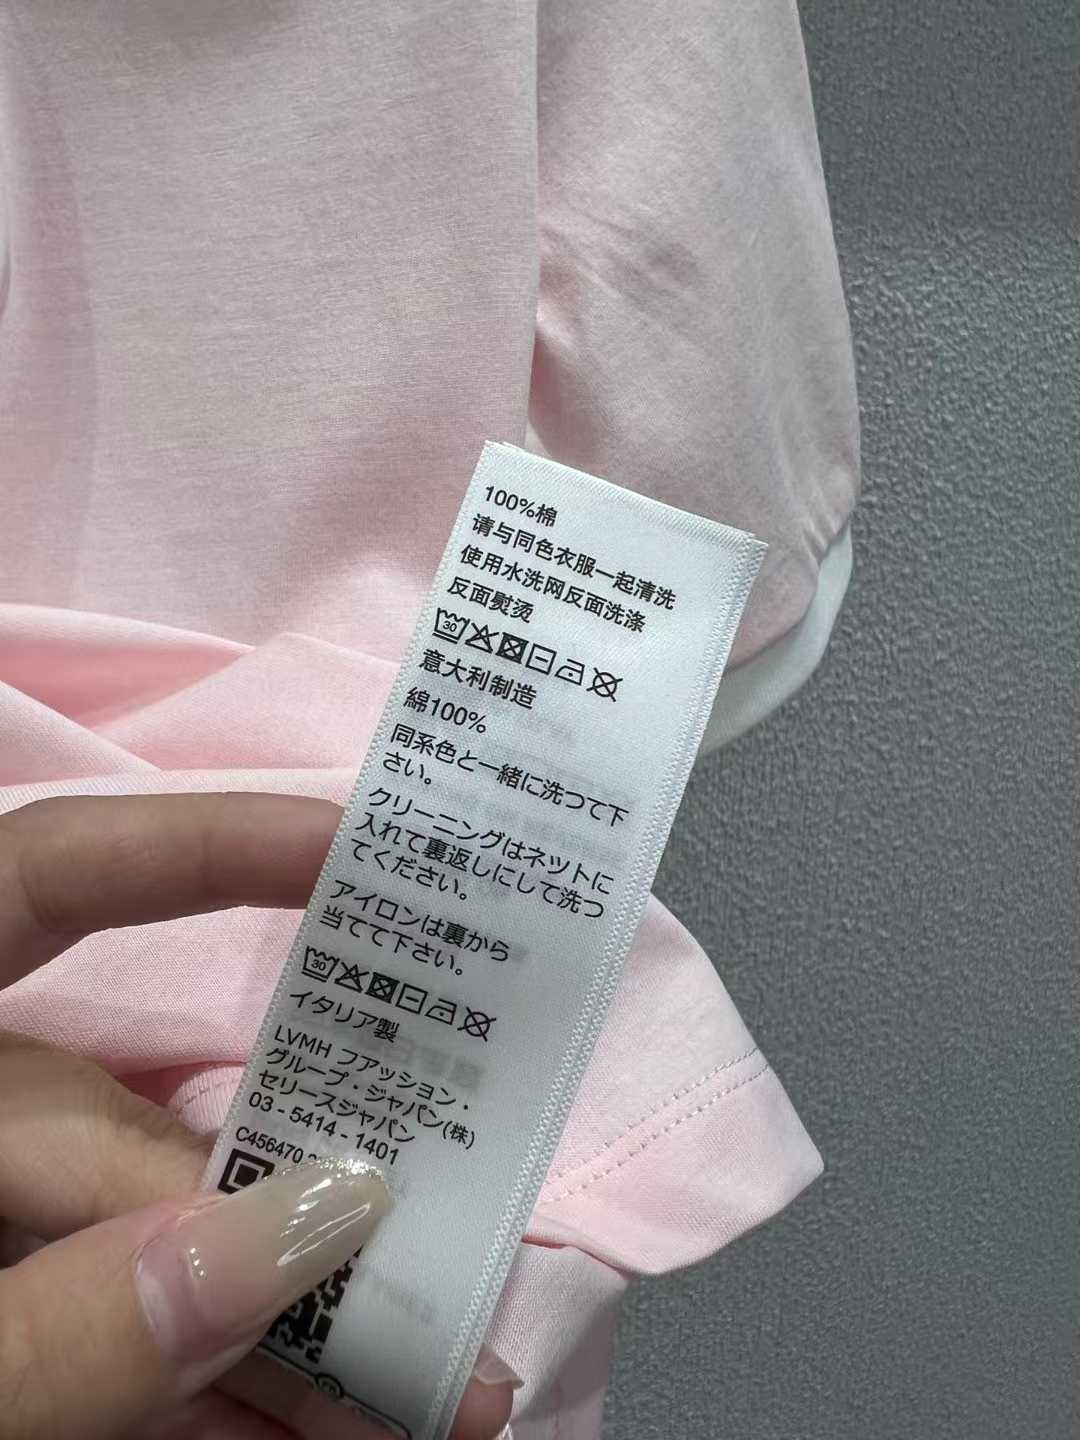 100%棉
请与同色衣服一起清洗
使用水洗网反面洗涤
反面熨烫
30
意大利制造
綿100%
同系色と一緒に洗つて下
さい。
クリーニングはネツトに
入れて裏返しにして洗つ
てください。
アイロンは裏から
当てて下さい。
30
イタリア製
LVMH フアッション・
グループ・ジャパン(株)
セリースジャパン
03 - 5414 - 1401
C456470